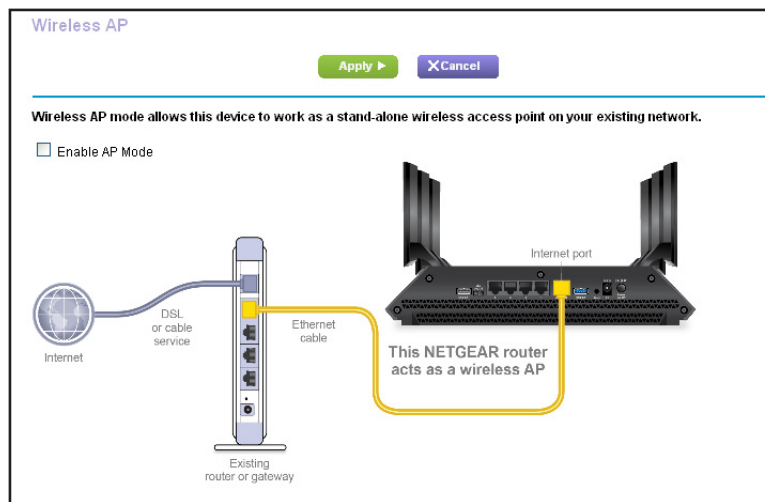 Wireless AP
Apply
Cancel
Wireless AP mode allows this device to work as a stand-alone wireless access point on your existing network.
Enable AP Mode
Internet port
DSL
or cable
service
Ethernet
cable
Internet
This NETGEAR router
acts as a wireless AP
Existing
router or gateway